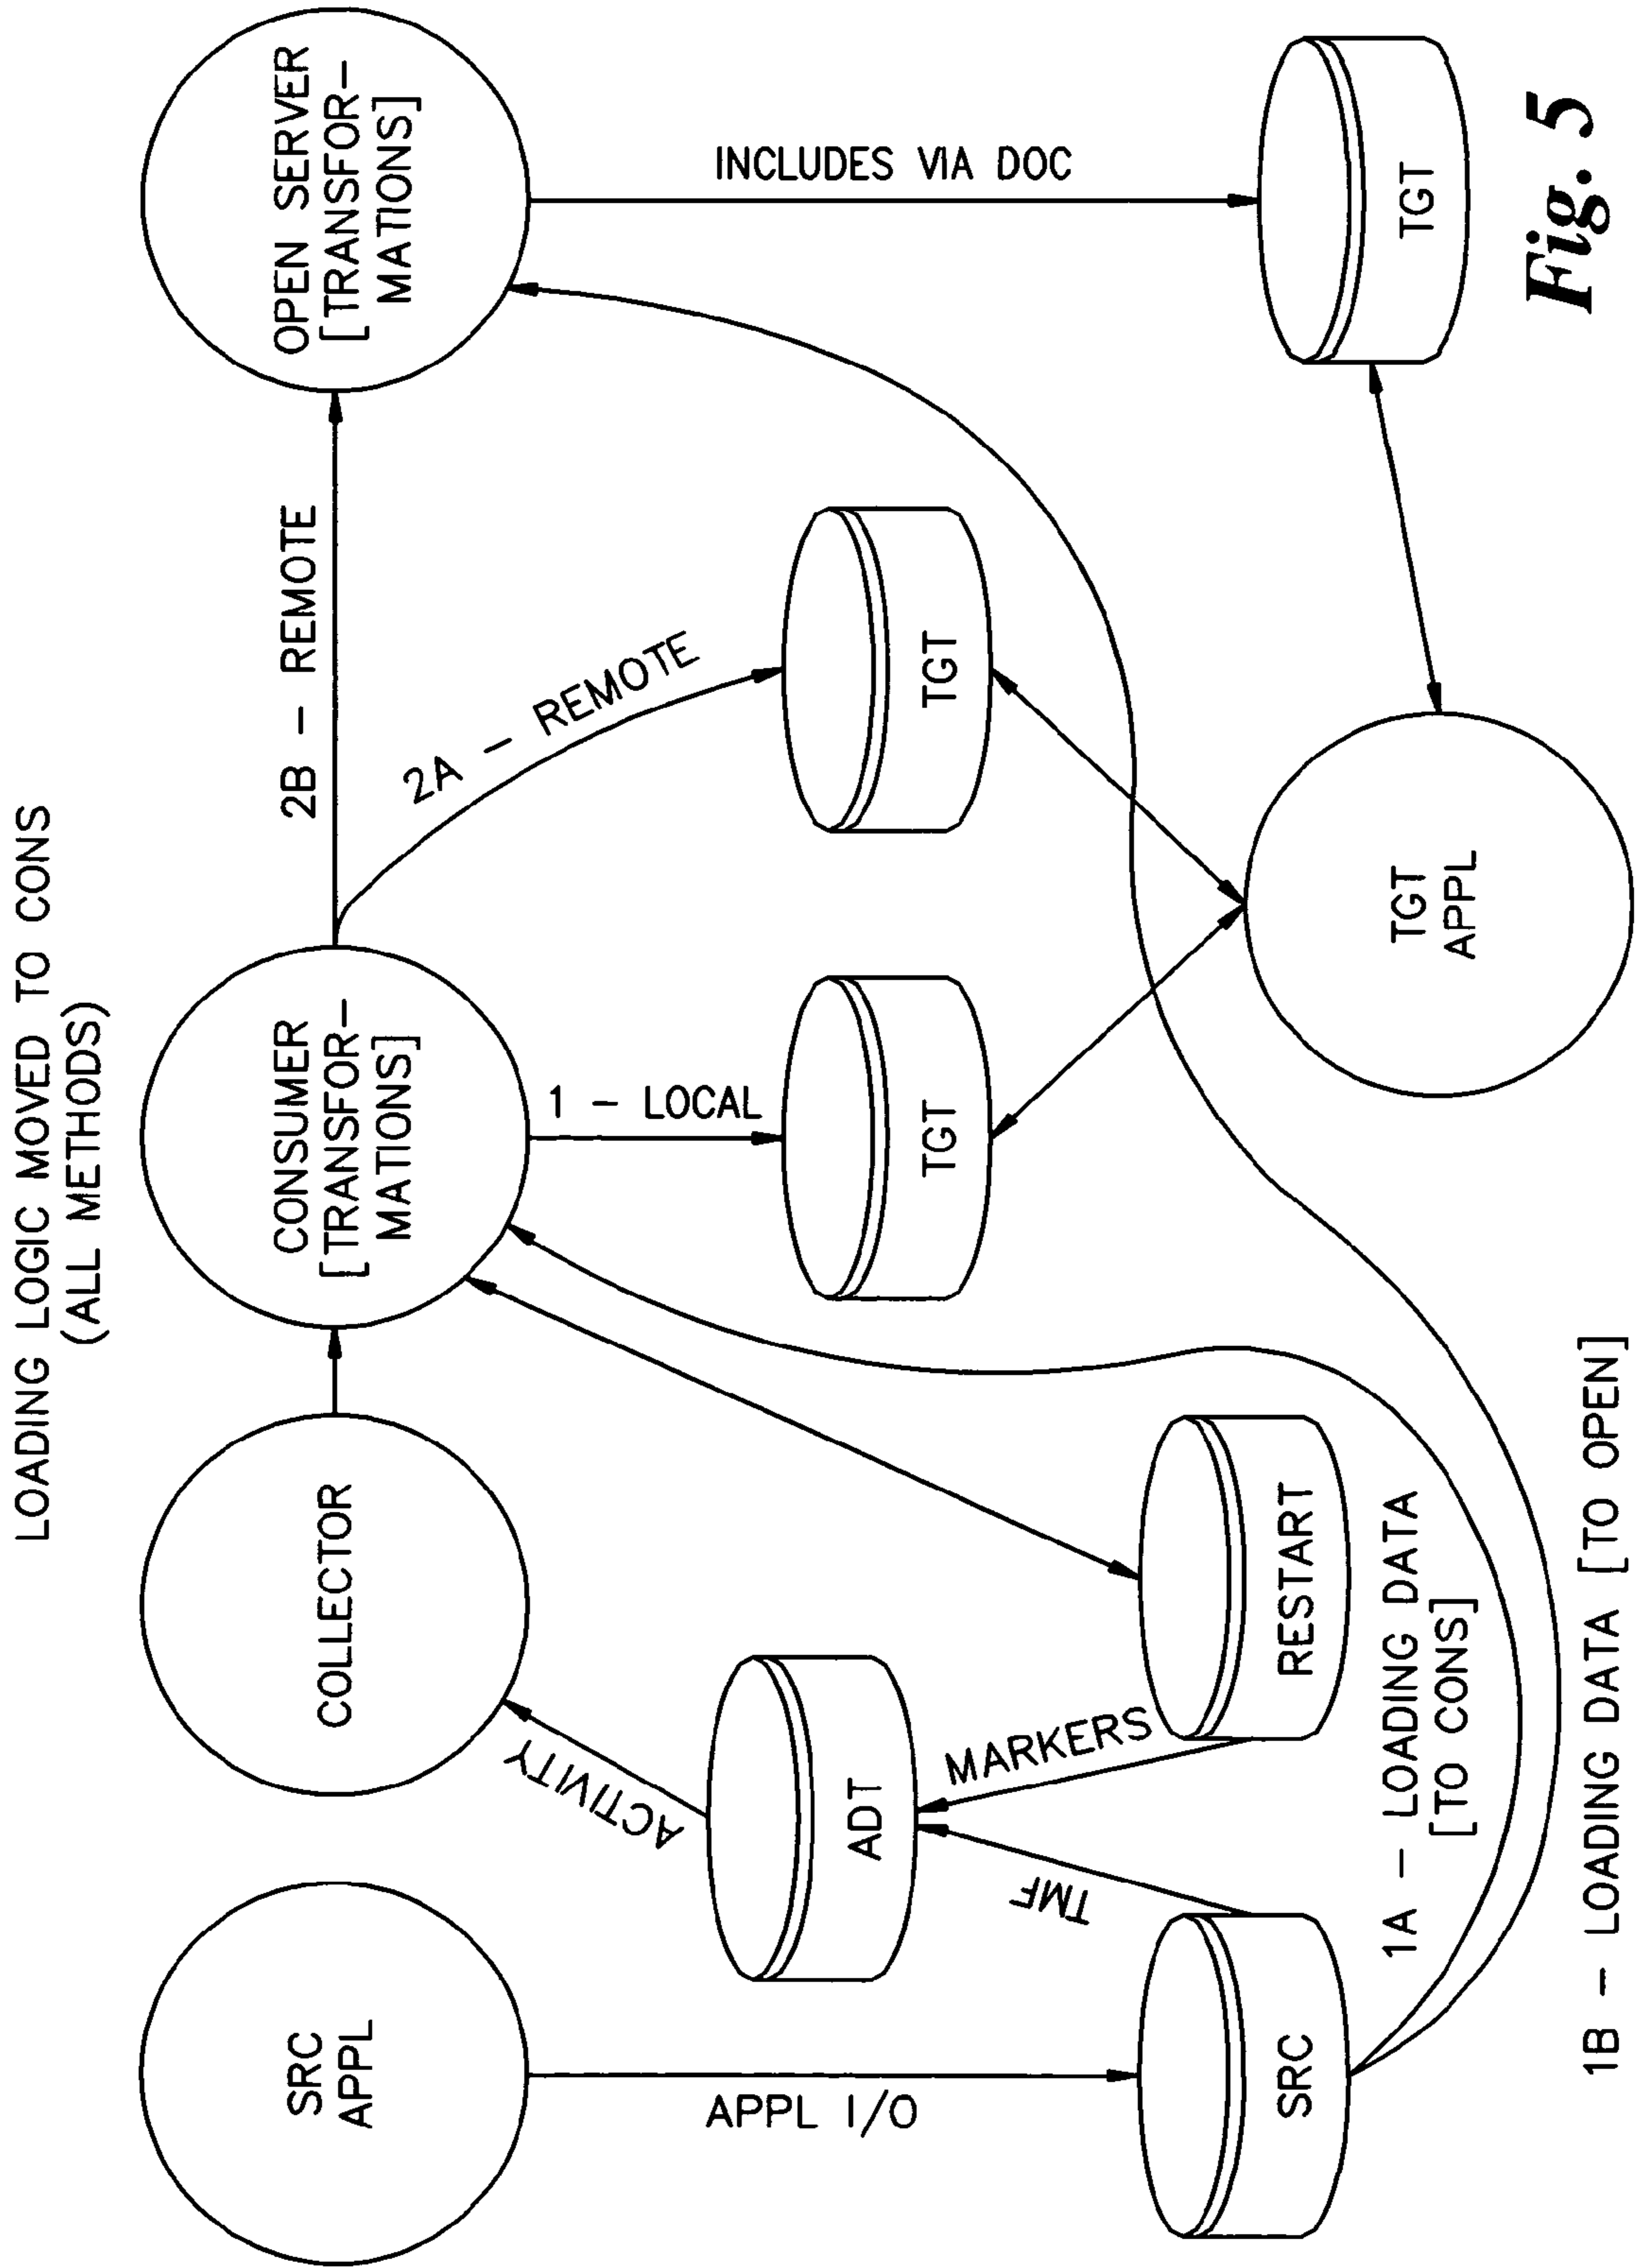 LOADING LOGIC MOVED TO CONS
(ALL METHODS)
SRC
APPL
COLLECTOR
CONSUMER
[TRANSFOR-
MATIONS]
2B - REMOTE
OPEN SERVER
[TRANSFOR-
MATIONS]
2A - REMOTE
ACTIVITY
1 - LOCAL
INCLUDES VIA DOC
APPL I/O
ADT
TGT
TGT
TMF
MARKERS
SRC
RESTART
TGT
1A - LOADING DATA
[TO CONS]
TGT
APPL
1B - LOADING DATA [TO OPEN]
Fig. 5